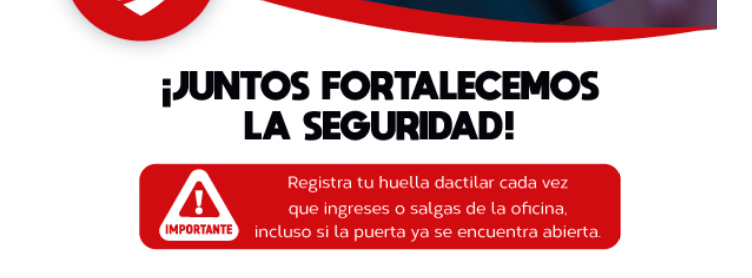 ¡JUNTOS FORTALECEMOS
LA SEGURIDAD!
Registra tu huella dactilar cada vez
que ingreses o salgas de la oficina,
incluso si la puerta ya se encuentra abierta.
IMPORTANTE